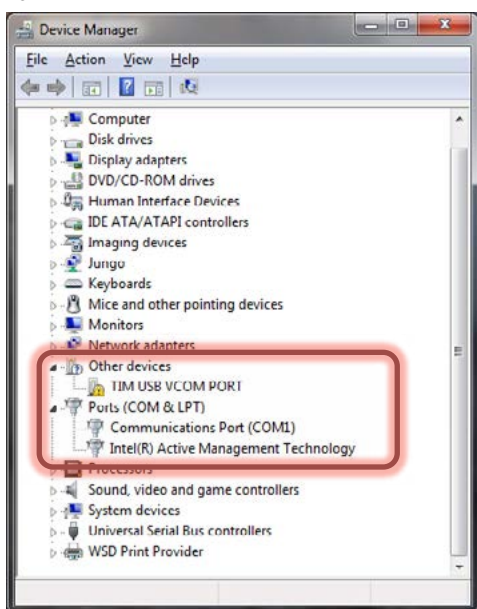 Device Manager
File Action View Help
Computer
Disk drives
Display adapters
DVD/CD-ROM drives
Human Interface Devices
IDE ATA/ATAPI controllers
Imaging devices
Jungo
Keyboards
Mice and other pointing devices
Monitors
Network adapters
Other devices
TIM USB VCOM PORT
Ports (COM & LPT)
Communications Port (COM1)
Intel(R) Active Management Technology
Processors
Sound, video and game controllers
System devices
Universal Serial Bus controllers
WSD Print Provider